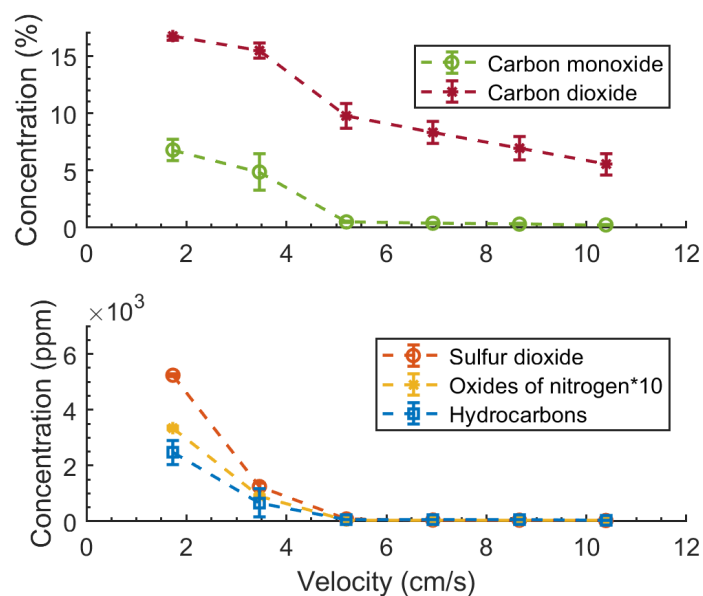 Concentration (%)
15
10
5
0
Carbon monoxide
Carbon dioxide
0 2 4 6 8 10 12
×10³
Concentration (ppm)
6
4
2
0
Sulfur dioxide
Oxides of nitrogen*10
Hydrocarbons
0 2 4 6 8 10 12
Velocity (cm/s)